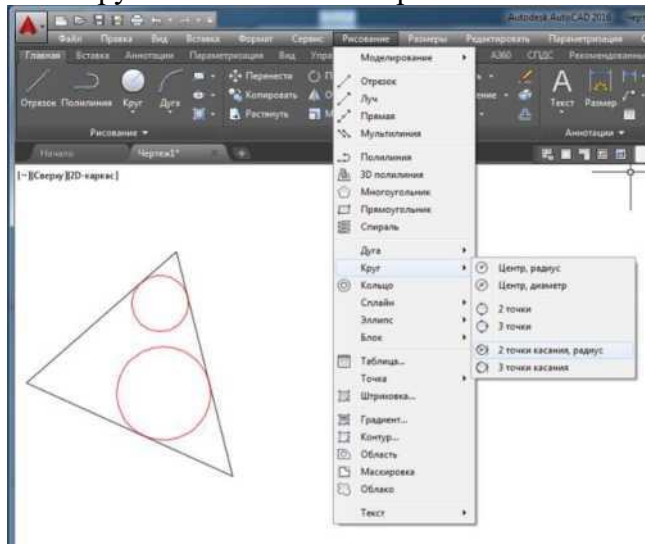 Autodesk AutoCAD 2016
Файл Правка Вид Вставка Формат Сервис Рисование Размеры Редактировать Параметризация
Главная Вставка Аннотации Параметризация Вид A360 СПДС
Отрезок Полилиния Круг Дуга
Перенести
Копировать
Растянуть
Текст Размер
Рисование Аннотации
Начало Чертеж1*
[−][Сверху][2D-каркас]
Моделирование
Отрезок
Луч
Прямая
Мультилиния
Полилиния
3D полилиния
Многоугольник
Прямоугольник
Спираль
Дуга
Круг
Кольцо
Сплайн
Эллипс
Блок
Таблица...
Точка
Штриховка...
Градиент...
Контур...
Область
Маскировка
Облако
Текст
Центр, радиус
Центр, диаметр
2 точки
3 точки
2 точки касания, радиус
3 точки касания